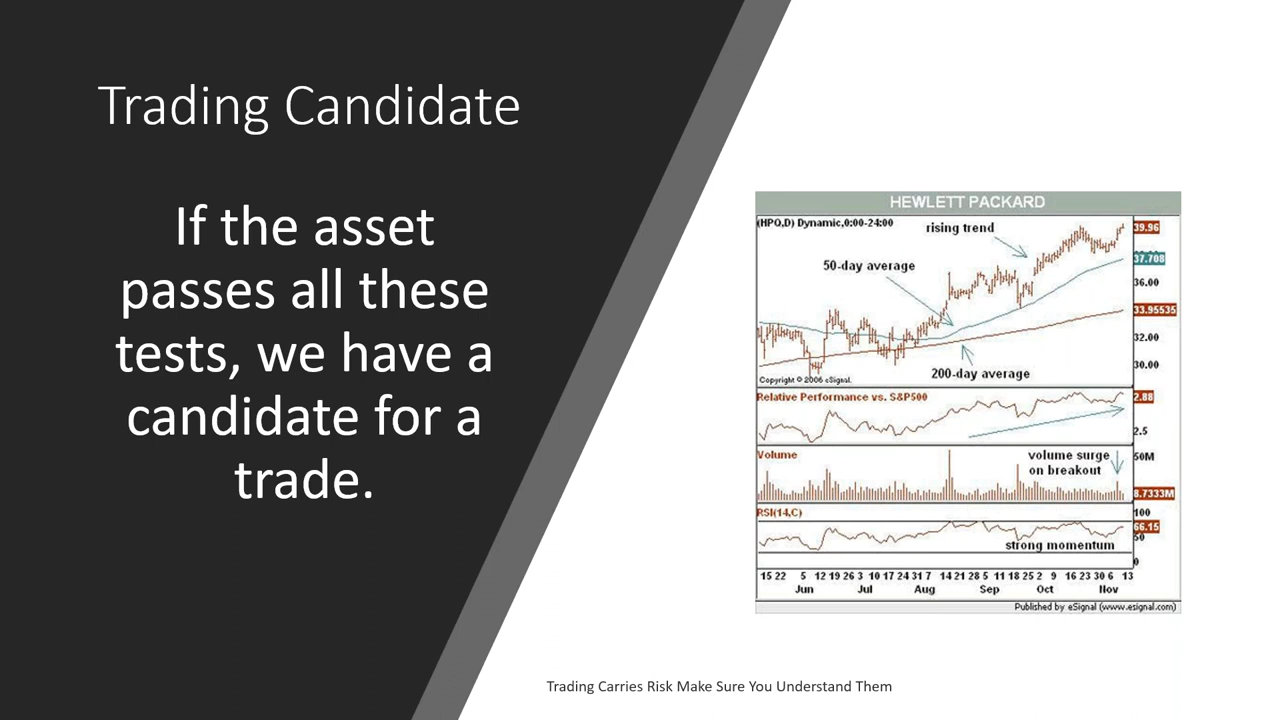 Trading Candidate
If the asset
passes all these
tests, we have a
candidate for a
trade.
HEWLETT PACKARD
(HPQ,D) Dynamic,0:00-24:00
rising trend
39.96
50-day average
37.708
36.00
33.95535
32.00
30.00
200-day average
Copyright © 2006 eSignal.
Relative Performance vs. S&P500
2.88
2.5
Volume
volume surge
on breakout
50M
8.7333M
RSI(14,C)
100
66.15
50
strong momentum
0
15 22 5 12 19 26 3 10 17 24 31 7 14 21 28 5 11 18 25 2 9 16 23 30 6 13
Jun Jul Aug Sep Oct Nov
Published by eSignal (www.esignal.com)
Trading Carries Risk Make Sure You Understand Them